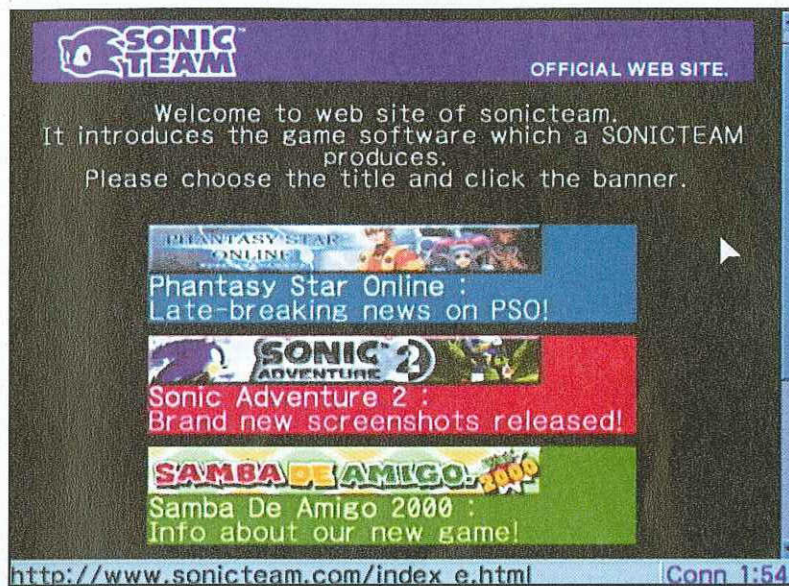 SONIC
TEAM
OFFICIAL WEB SITE.
Welcome to web site of sonicteam.
It introduces the game software which a SONICTEAM
produces.
Please choose the title and click the banner.
PHANTASY STAR
ONLINE
Phantasy Star Online :
Late-breaking news on PSO!
SONIC 2
ADVENTURE
Sonic Adventure 2 :
Brand new screenshots released!
SAMBA DE AMIGO. 2000
Samba De Amigo 2000 :
Info about our new game!
http://www.sonicteam.com/index_e.html Conn 1:54